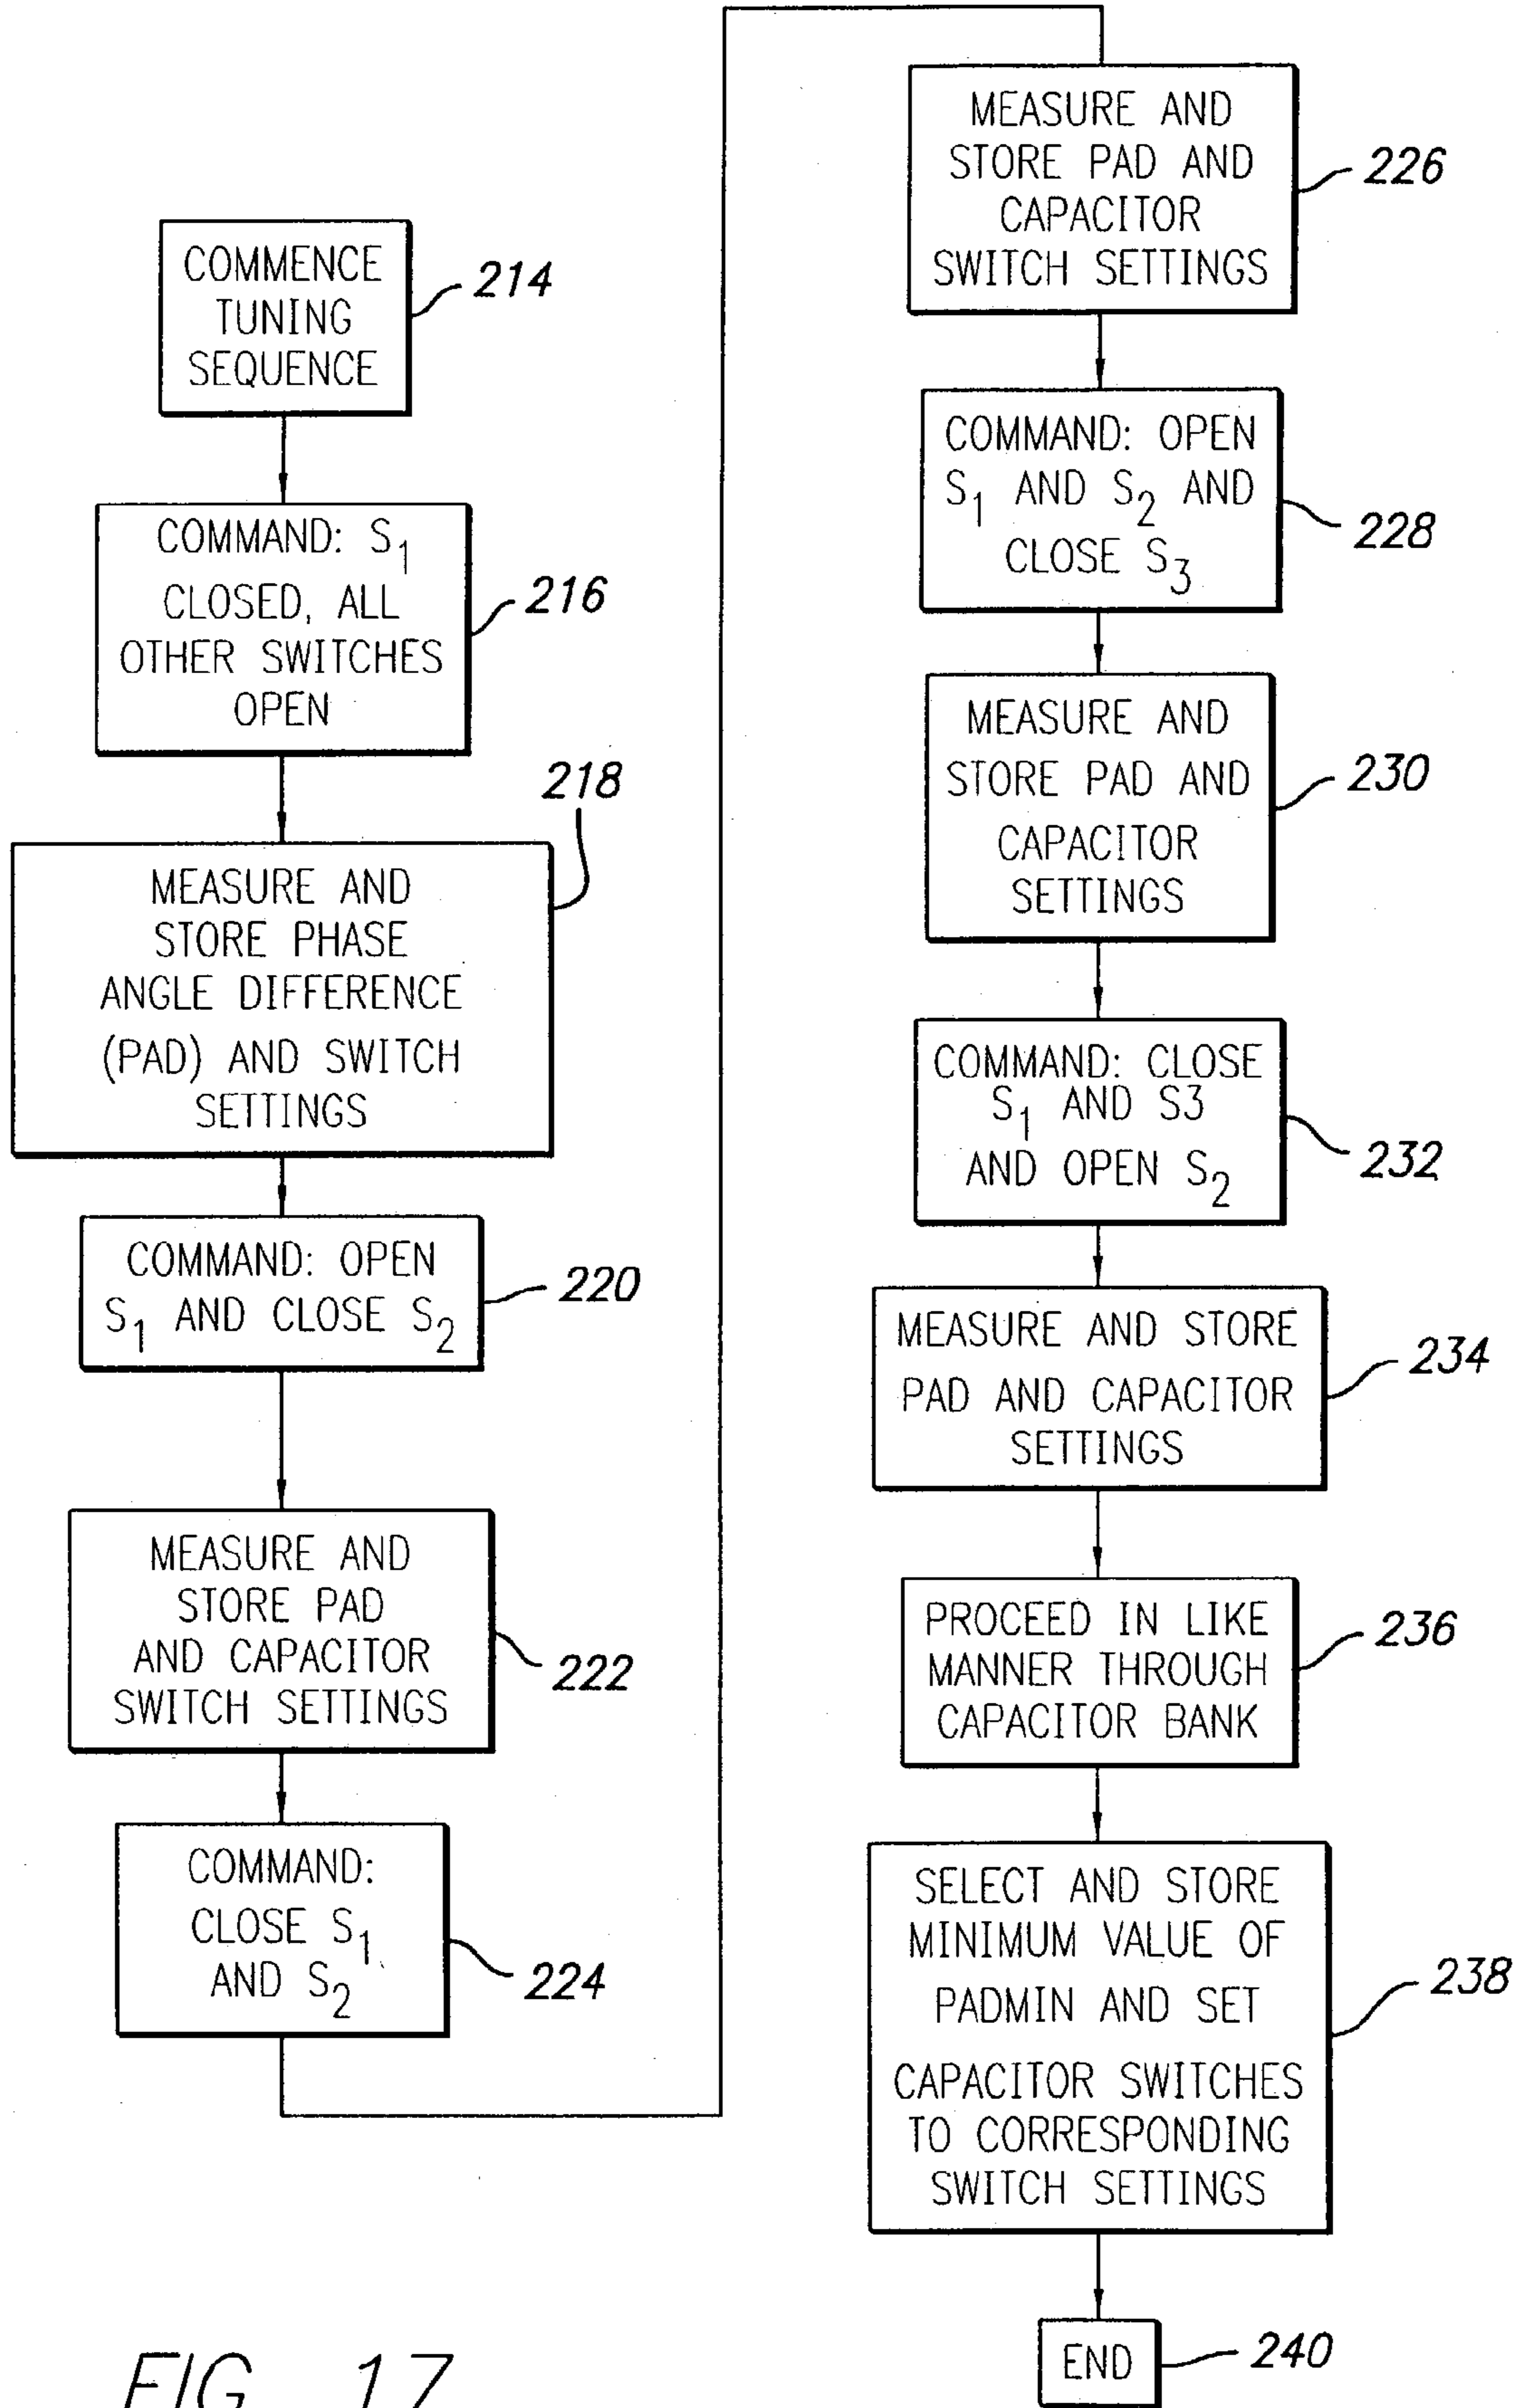 COMMENCE
TUNING
SEQUENCE
214
COMMAND: S1
CLOSED, ALL
OTHER SWITCHES
OPEN
216
218
MEASURE AND
STORE PHASE
ANGLE DIFFERENCE
(PAD) AND SWITCH
SETTINGS
COMMAND: OPEN
S1 AND CLOSE S2
220
MEASURE AND
STORE PAD
AND CAPACITOR
SWITCH SETTINGS
222
COMMAND:
CLOSE S1
AND S2
224
MEASURE AND
STORE PAD AND
CAPACITOR
SWITCH SETTINGS
226
COMMAND: OPEN
S1 AND S2 AND
CLOSE S3
228
MEASURE AND
STORE PAD AND
CAPACITOR
SETTINGS
230
COMMAND: CLOSE
S1 AND S3
AND OPEN S2
232
MEASURE AND STORE
PAD AND CAPACITOR
SETTINGS
234
PROCEED IN LIKE
MANNER THROUGH
CAPACITOR BANK
236
SELECT AND STORE
MINIMUM VALUE OF
PADMIN AND SET
CAPACITOR SWITCHES
TO CORRESPONDING
SWITCH SETTINGS
238
END
240
FIG. 17